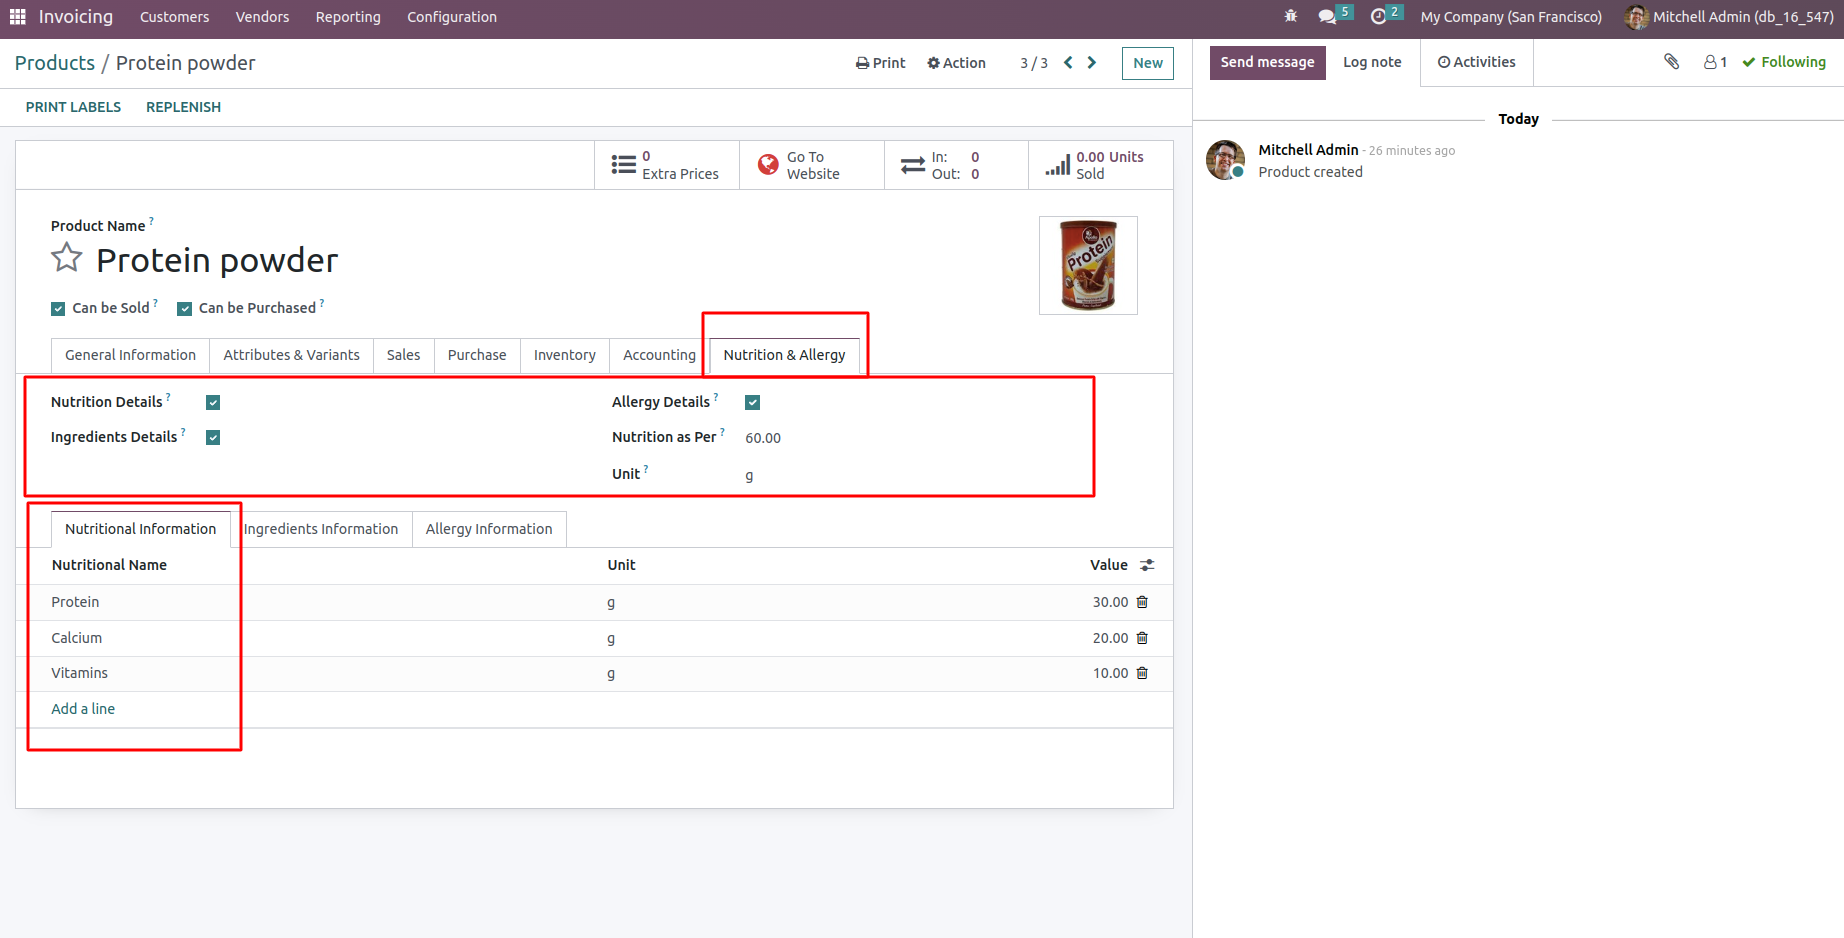 Invoicing Customers Vendors Reporting Configuration 5 2 My Company (San Francisco) Mitchell Admin (db_16_547)
Products / Protein powder Print Action 3 / 3 New
Send message Log note Activities 1 Following
PRINT LABELS REPLENISH
Today
Mitchell Admin - 26 minutes ago
Product created
0
Extra Prices
Go To
Website
In: 0
Out: 0
0.00 Units
Sold
Product Name ?
Protein powder
Protein
Can be Sold ? Can be Purchased ?
General Information Attributes & Variants Sales Purchase Inventory Accounting Nutrition & Allergy
Nutrition Details ? Allergy Details ?
Ingredients Details ? Nutrition as Per ? 60.00
Unit ? g
Nutritional Information Ingredients Information Allergy Information
Nutritional Name Unit Value
Protein g 30.00
Calcium g 20.00
Vitamins g 10.00
Add a line